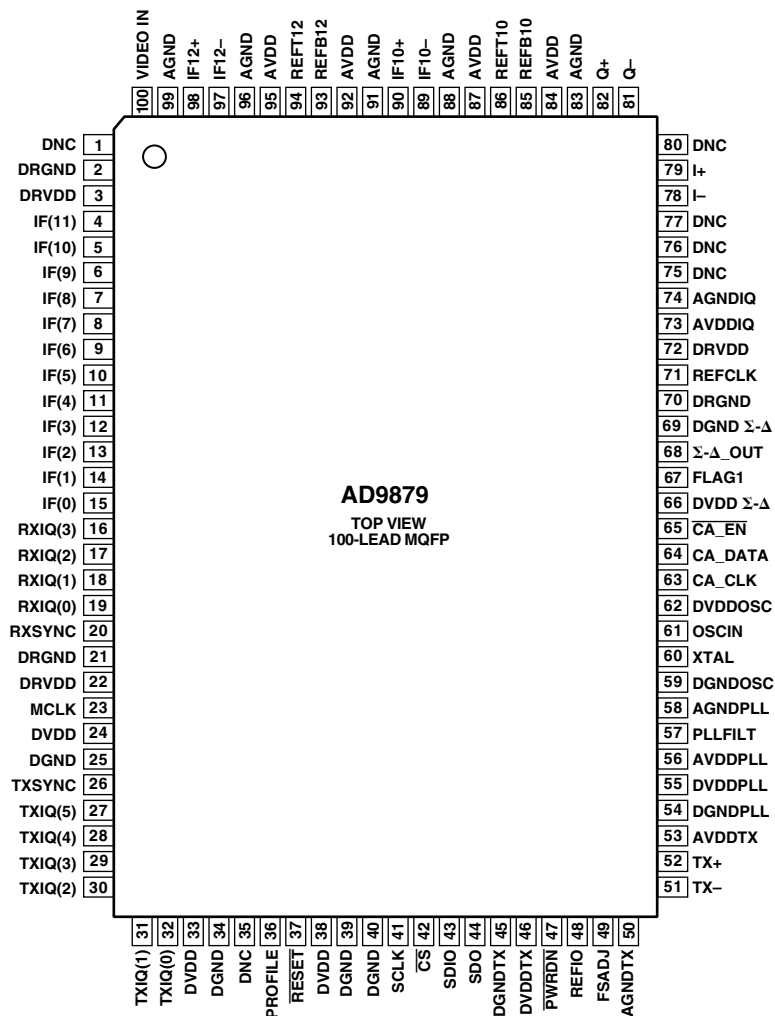 VIDEO IN
AGND
IF12+
IF12–
AGND
AVDD
REFT12
REFB12
AVDD
AGND
IF10+
IF10–
AGND
AVDD
REFT10
REFB10
AVDD
AGND
Q+
Q–
100 99 98 97 96 95 94 93 92 91 90 89 88 87 86 85 84 83 82 81
DNC 1
DRGND 2
DRVDD 3
IF(11) 4
IF(10) 5
IF(9) 6
IF(8) 7
IF(7) 8
IF(6) 9
IF(5) 10
IF(4) 11
IF(3) 12
IF(2) 13
IF(1) 14
IF(0) 15
RXIQ(3) 16
RXIQ(2) 17
RXIQ(1) 18
RXIQ(0) 19
RXSYNC 20
DRGND 21
DRVDD 22
MCLK 23
DVDD 24
DGND 25
TXSYNC 26
TXIQ(5) 27
TXIQ(4) 28
TXIQ(3) 29
TXIQ(2) 30
AD9879
TOP VIEW
100-LEAD MQFP
80 DNC
79 I+
78 I–
77 DNC
76 DNC
75 DNC
74 AGNDIQ
73 AVDDIQ
72 DRVDD
71 REFCLK
70 DRGND
69 DGND Σ-Δ
68 Σ-Δ_OUT
67 FLAG1
66 DVDD Σ-Δ
65 CA_EN
64 CA_DATA
63 CA_CLK
62 DVDDOSC
61 OSCIN
60 XTAL
59 DGNDOSC
58 AGNDPLL
57 PLLFILT
56 AVDDPLL
55 DVDDPLL
54 DGNDPLL
53 AVDDTX
52 TX+
51 TX–
31 32 33 34 35 36 37 38 39 40 41 42 43 44 45 46 47 48 49 50
TXIQ(1)
TXIQ(0)
DVDD
DGND
DNC
PROFILE
RESET
DVDD
DGND
DGND
SCLK
CS
SDIO
SDO
DGNDTX
DVDDTX
PWRDN
REFIO
FSADJ
AGNDTX